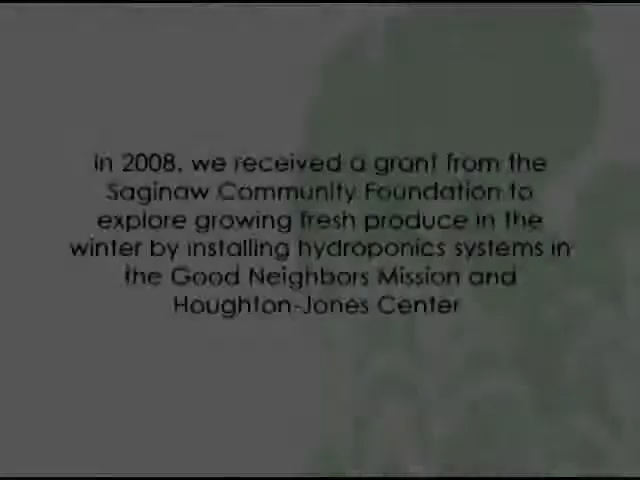 In 2008, we received a grant from the
Saginaw Community Foundation to
explore growing fresh produce in the
winter by installing hydroponics systems in
the Good Neighbors Mission and
Houghton-Jones Center